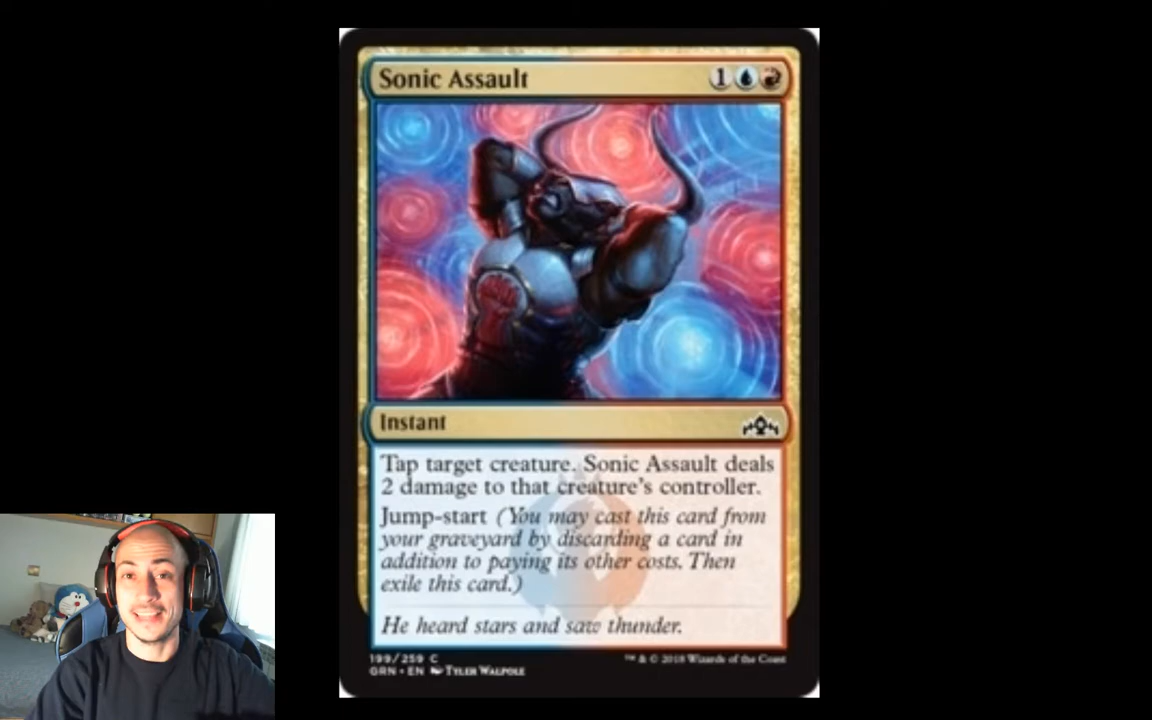 Sonic Assault 1
Instant
Tap target creature. Sonic Assault deals
2 damage to that creature's controller.
Jump-start (You may cast this card from
your graveyard by discarding a card in
addition to paying its other costs. Then
exile this card.)
He heard stars and saw thunder.
199/259 C
GRN • EN Tyler Walpole
™ & © 2018 Wizards of the Coast